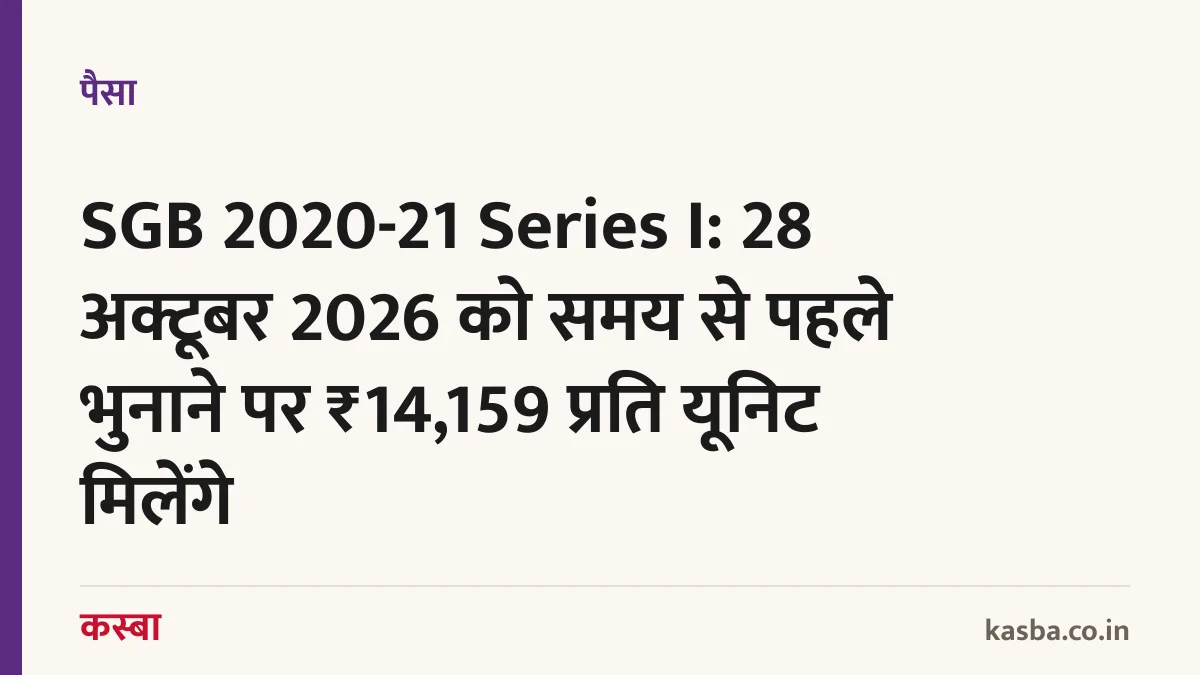 पैसा
SGB 2020-21 Series I: 28
अक्टूबर 2026 को समय से पहले
भुनाने पर ₹14,159 प्रति यूनिट
मिलेंगे
कस्बा
kasba.co.in